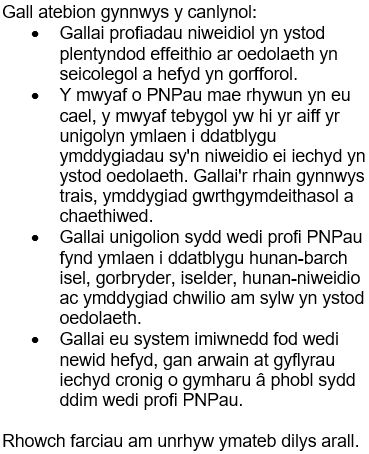 Gall atebion gynnwys y canlynol:
• Gallai profiadau niweidiol yn ystod
plentyndod effeithio ar oedolaeth yn
seicolegol a hefyd yn gorfforol.
• Y mwyaf o PNPau mae rhywun yn eu
cael, y mwyaf tebygol yw hi yr aiff yr
unigolyn ymlaen i ddatblygu
ymddygiadau sy'n niweidio ei iechyd yn
ystod oedolaeth. Gallai'r rhain gynnwys
trais, ymddygiad gwrthgymdeithasol a
chaethiwed.
• Gallai unigolion sydd wedi profi PNPau
fynd ymlaen i ddatblygu hunan-barch
isel, gorbryder, iselder, hunan-niweidio
ac ymddygiad chwilio am sylw yn ystod
oedolaeth.
• Gallai eu system imiwnedd fod wedi
newid hefyd, gan arwain at gyflyrau
iechyd cronig o gymharu â phobl sydd
ddim wedi profi PNPau.
Rhowch farciau am unrhyw ymateb dilys arall.